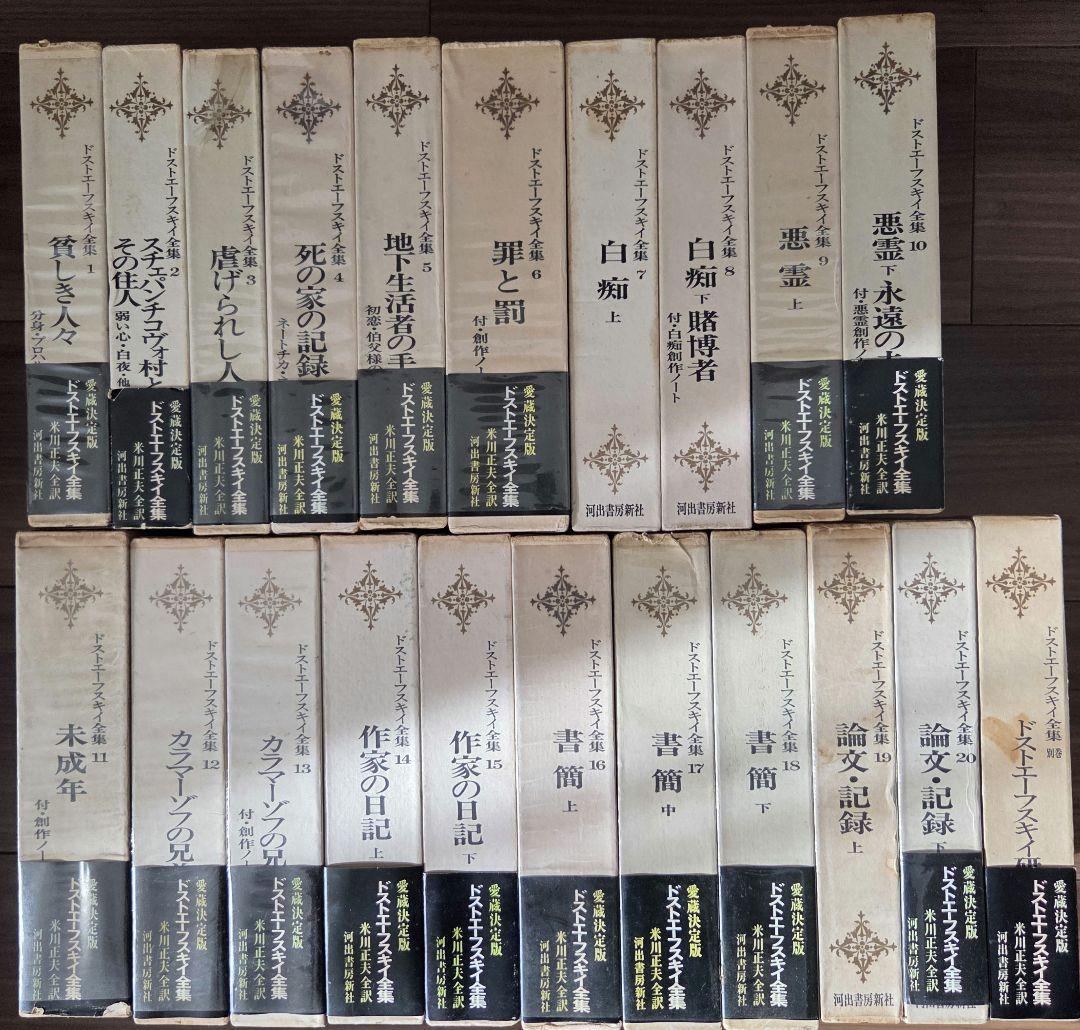 ドストエーフスキイ全集 1
貧しき人々
分身・プロハ
愛蔵決定版
ドストエーフスキイ全集
米川正夫全訳
河出書房新社
ドストエーフスキイ全集 2
スチェパンチコヴォ村と
その住人
弱い心・白夜・他
愛蔵決定版
ドストエーフスキイ全集
米川正夫全訳
河出書房新社
ドストエーフスキイ全集 3
虐げられし人
愛蔵決定版
ドストエーフスキイ全集
米川正夫全訳
河出書房新社
ドストエーフスキイ全集 4
死の家の記録
ネートチカ・
愛蔵決定版
ドストエーフスキイ全集
米川正夫全訳
河出書房新社
ドストエーフスキイ全集 5
地下生活者の手
初恋・伯父様の
愛蔵決定版
ドストエーフスキイ全集
米川正夫全訳
河出書房新社
ドストエーフスキイ全集 6
罪と罰
付・創作ノー
愛蔵決定版
ドストエーフスキイ全集
米川正夫全訳
河出書房新社
ドストエーフスキイ全集 7
白痴 上
河出書房新社
ドストエーフスキイ全集 8
白痴 下 賭博者
付・白痴創作ノート
河出書房新社
ドストエーフスキイ全集 9
悪霊 上
愛蔵決定版
ドストエーフスキイ全集
米川正夫全訳
河出書房新社
ドストエーフスキイ全集 10
悪霊 下・永遠の
付・悪霊創作ノ
愛蔵決定版
ドストエーフスキイ全集
米川正夫全訳
河出書房新社
ドストエーフスキイ全集 11
未成年
付・創作ノー
愛蔵決定版
ドストエーフスキイ全集
米川正夫全訳
河出書房新社
ドストエーフスキイ全集 12
カラマーゾフの兄
愛蔵決定版
ドストエーフスキイ全集
米川正夫全訳
河出書房新社
ドストエーフスキイ全集 13
カラマーゾフの兄
付・創作ノー
愛蔵決定版
ドストエーフスキイ全集
米川正夫全訳
河出書房新社
ドストエーフスキイ全集 14
作家の日記 上
愛蔵決定版
ドストエーフスキイ全集
米川正夫全訳
河出書房新社
ドストエーフスキイ全集 15
作家の日記 下
愛蔵決定版
ドストエーフスキイ全集
米川正夫全訳
河出書房新社
ドストエーフスキイ全集 16
書簡 上
愛蔵決定版
ドストエーフスキイ全集
米川正夫全訳
河出書房新社
ドストエーフスキイ全集 17
書簡 中
愛蔵決定版
ドストエーフスキイ全集
米川正夫全訳
河出書房新社
ドストエーフスキイ全集 18
書簡 下
愛蔵決定版
ドストエーフスキイ全集
米川正夫全訳
河出書房新社
ドストエーフスキイ全集 19
論文・記録 上
河出書房新社
ドストエーフスキイ全集 20
論文・記録 下
愛蔵決定版
ドストエーフスキイ全集
米川正夫全訳
河出書房新社
河出書房新社
ドストエーフスキイ全集 別巻
ドストエーフスキイ研
愛蔵決定版
ドストエーフスキイ全集
米川正夫全訳
河出書房新社